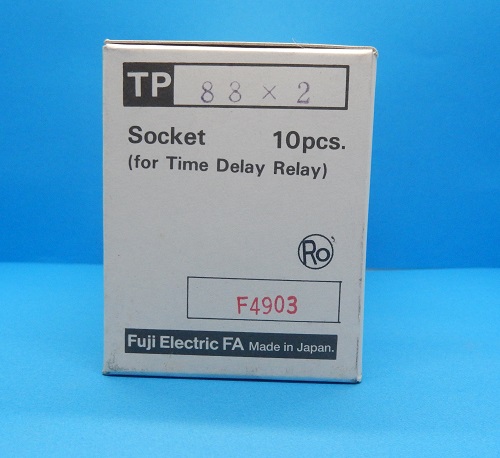 TP 88 × 2
Socket 10pcs.
(for Time Delay Relay)
Ro
F4903
Fuji Electric FA Made in Japan.